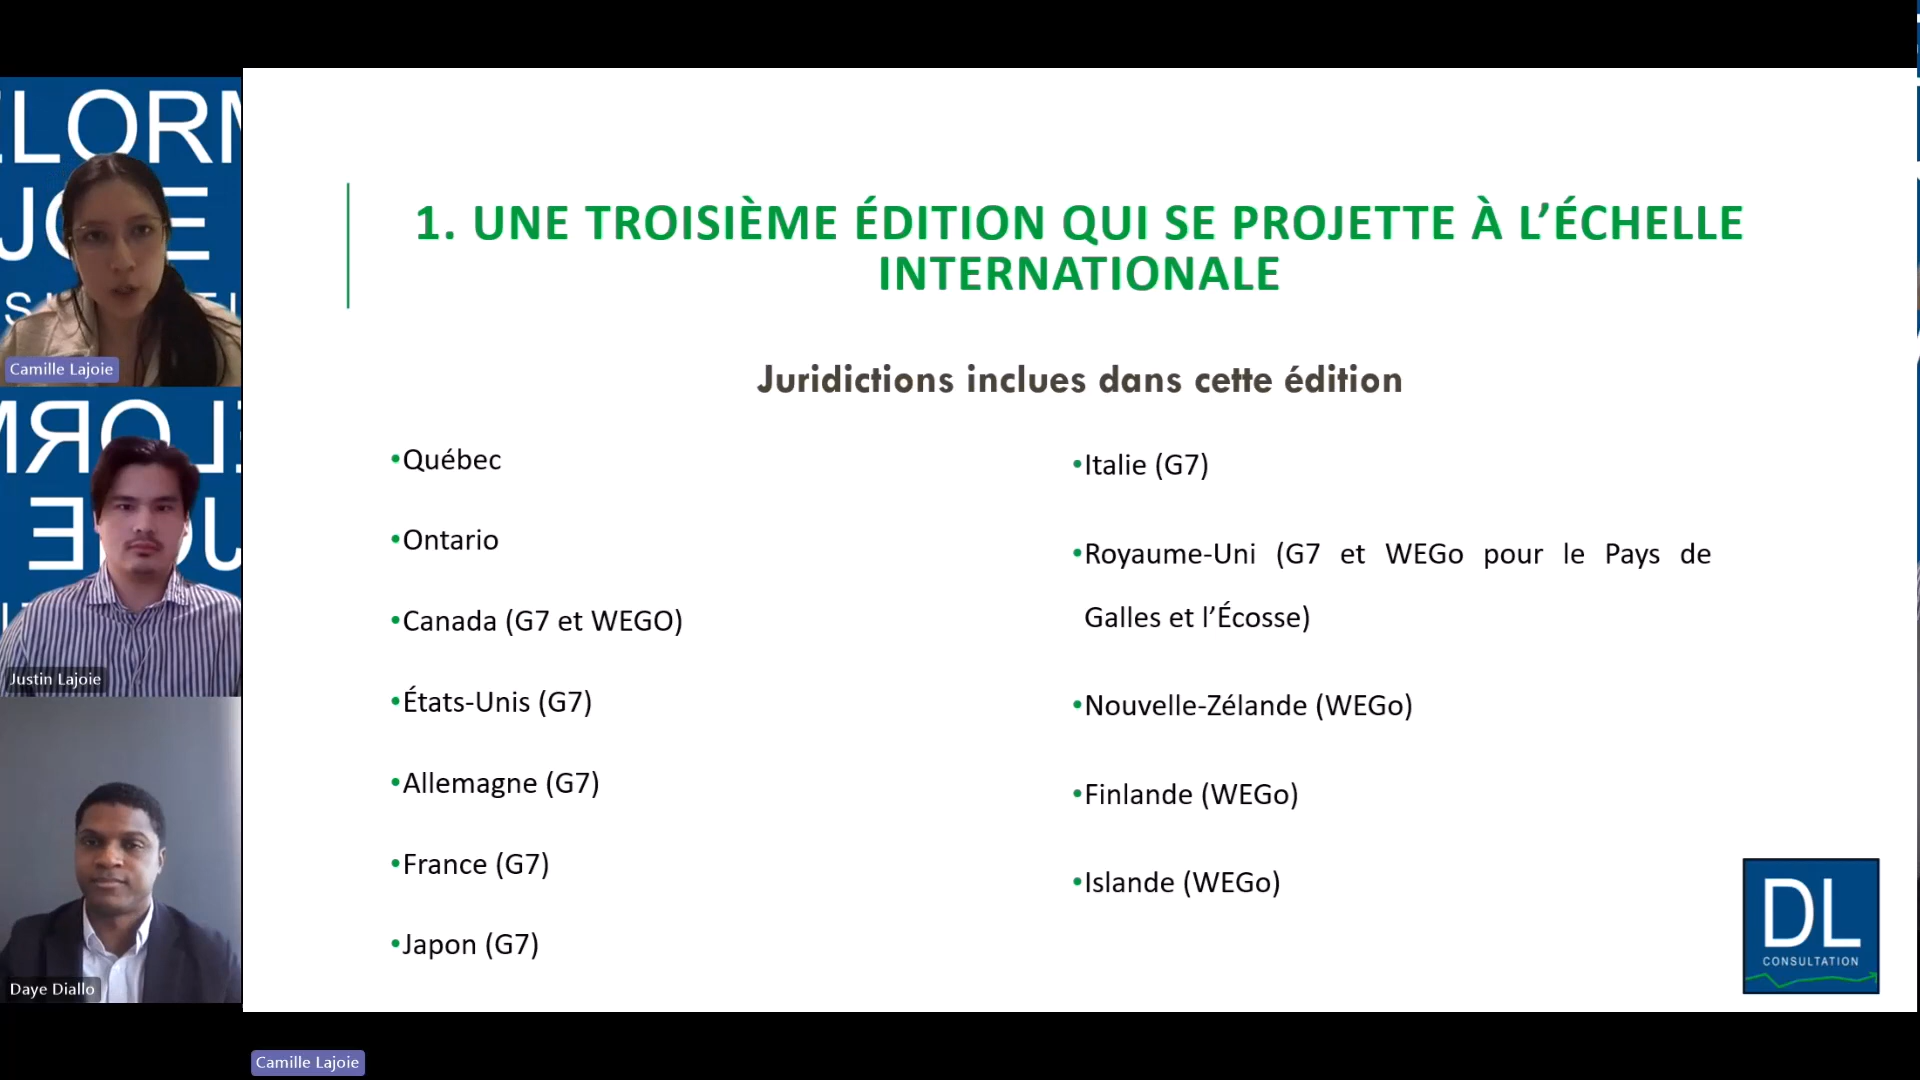 ELORM
JOIE
Camille Lajoie
Justin Lajoie
Daye Diallo
1. UNE TROISIÈME ÉDITION QUI SE PROJETTE À L’ÉCHELLE
INTERNATIONALE
Juridictions inclues dans cette édition
•Québec
•Ontario
•Canada (G7 et WEGO)
•États-Unis (G7)
•Allemagne (G7)
•France (G7)
•Japon (G7)
•Italie (G7)
•Royaume-Uni (G7 et WEGo pour le Pays de
Galles et l’Écosse)
•Nouvelle-Zélande (WEGo)
•Finlande (WEGo)
•Islande (WEGo)
DL
CONSULTATION
Camille Lajoie